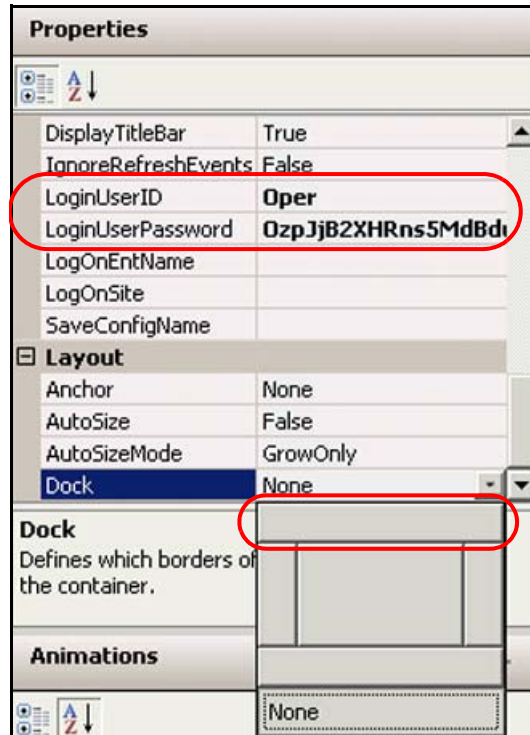 Properties
DisplayTitleBar True
IgnoreRefreshEvents False
LoginUserID Oper
LoginUserPassword OzpJjB2XHRns5MdBd
LogOnEntName
LogOnSite
SaveConfigName
Layout
Anchor None
AutoSize False
AutoSizeMode GrowOnly
Dock None
Dock
Defines which borders of
the container.
Animations
None